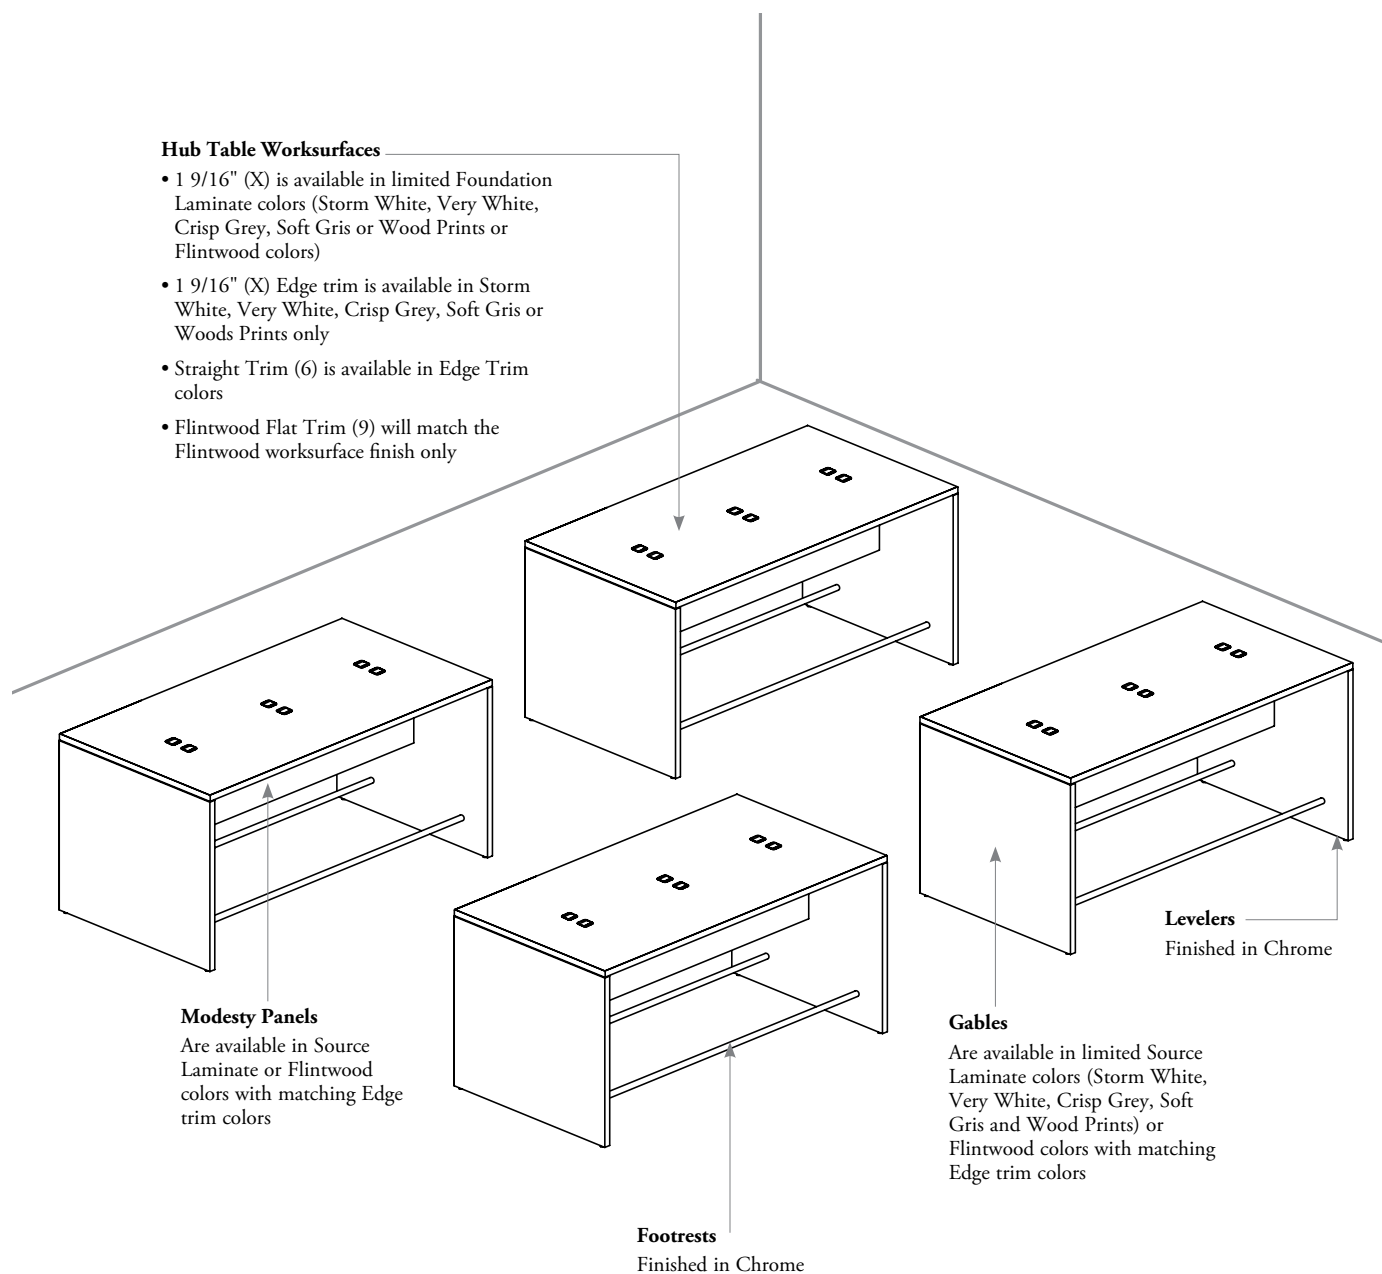 Hub Table Worksurfaces
• 1 9/16" (X) is available in limited Foundation
Laminate colors (Storm White, Very White,
Crisp Grey, Soft Gris or Wood Prints or
Flintwood colors)
• 1 9/16" (X) Edge trim is available in Storm
White, Very White, Crisp Grey, Soft Gris or
Woods Prints only
• Straight Trim (6) is available in Edge Trim
colors
• Flintwood Flat Trim (9) will match the
Flintwood worksurface finish only
Levelers
Finished in Chrome
Modesty Panels
Are available in Source
Laminate or Flintwood
colors with matching Edge
trim colors
Gables
Are available in limited Source
Laminate colors (Storm White,
Very White, Crisp Grey, Soft
Gris and Wood Prints) or
Flintwood colors with matching
Edge trim colors
Footrests
Finished in Chrome